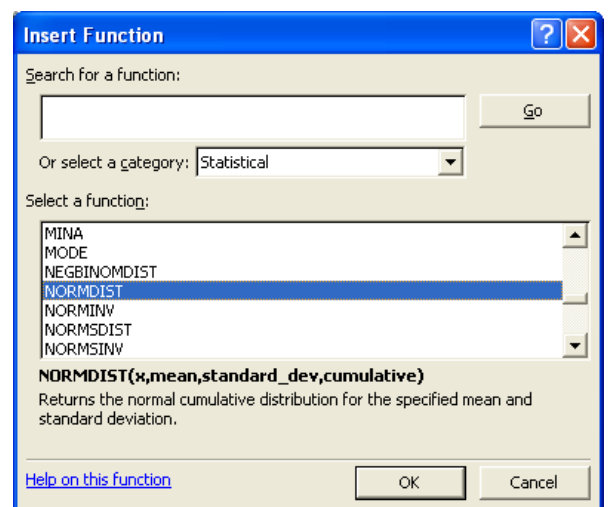 Insert Function
Search for a function:
Go
Or select a category: Statistical
Select a function:
MINA
MODE
NEGBINOMDIST
NORMDIST
NORMINV
NORMSDIST
NORMSINV
NORMDIST(x,mean,standard_dev,cumulative)
Returns the normal cumulative distribution for the specified mean and
standard deviation.
Help on this function
OK
Cancel